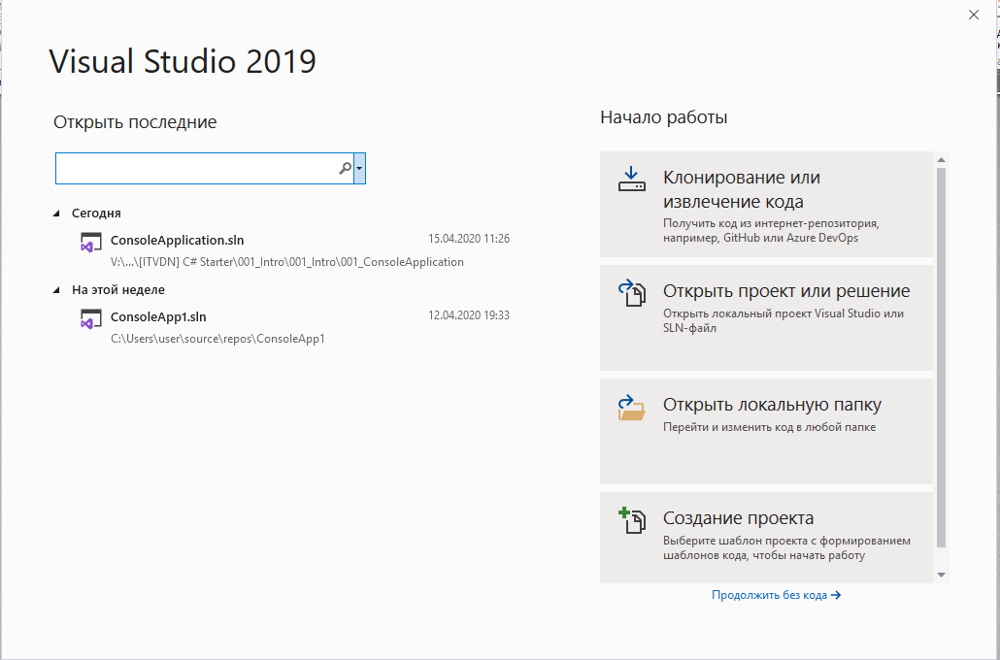 Visual Studio 2019
Открыть последние
Сегодня
ConsoleApplication.sln 15.04.2020 11:26
V:\...\[ITVDN] C# Starter\001_Intro\001_Intro\001_ConsoleApplication
На этой неделе
ConsoleApp1.sln 12.04.2020 19:33
C:\Users\user\source\repos\ConsoleApp1
Начало работы
Клонирование или
извлечение кода
Получить код из интернет-репозитория,
например, GitHub или Azure DevOps
Открыть проект или решение
Открыть локальный проект Visual Studio или
SLN-файл
Открыть локальную папку
Перейти и изменить код в любой папке
Создание проекта
Выберите шаблон проекта с формированием
шаблонов кода, чтобы начать работу
Продолжить без кода